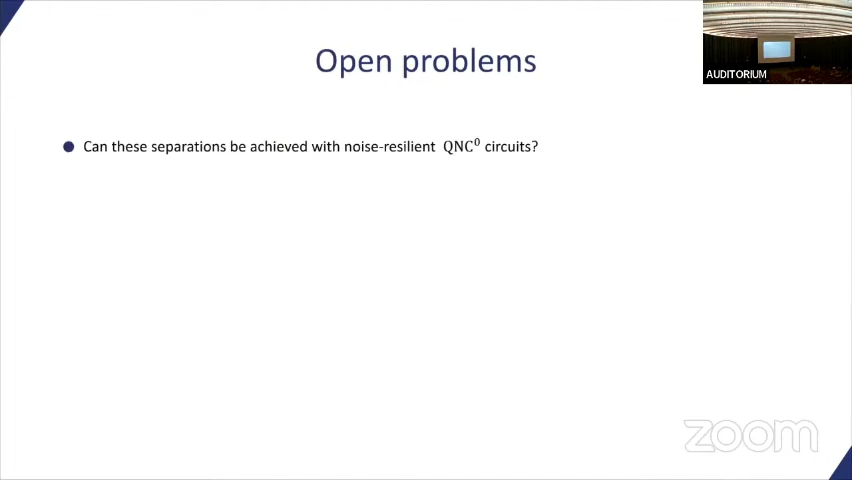 AUDITORIUM
Open problems
Can these separations be achieved with noise-resilient QNC⁰ circuits?
zoom